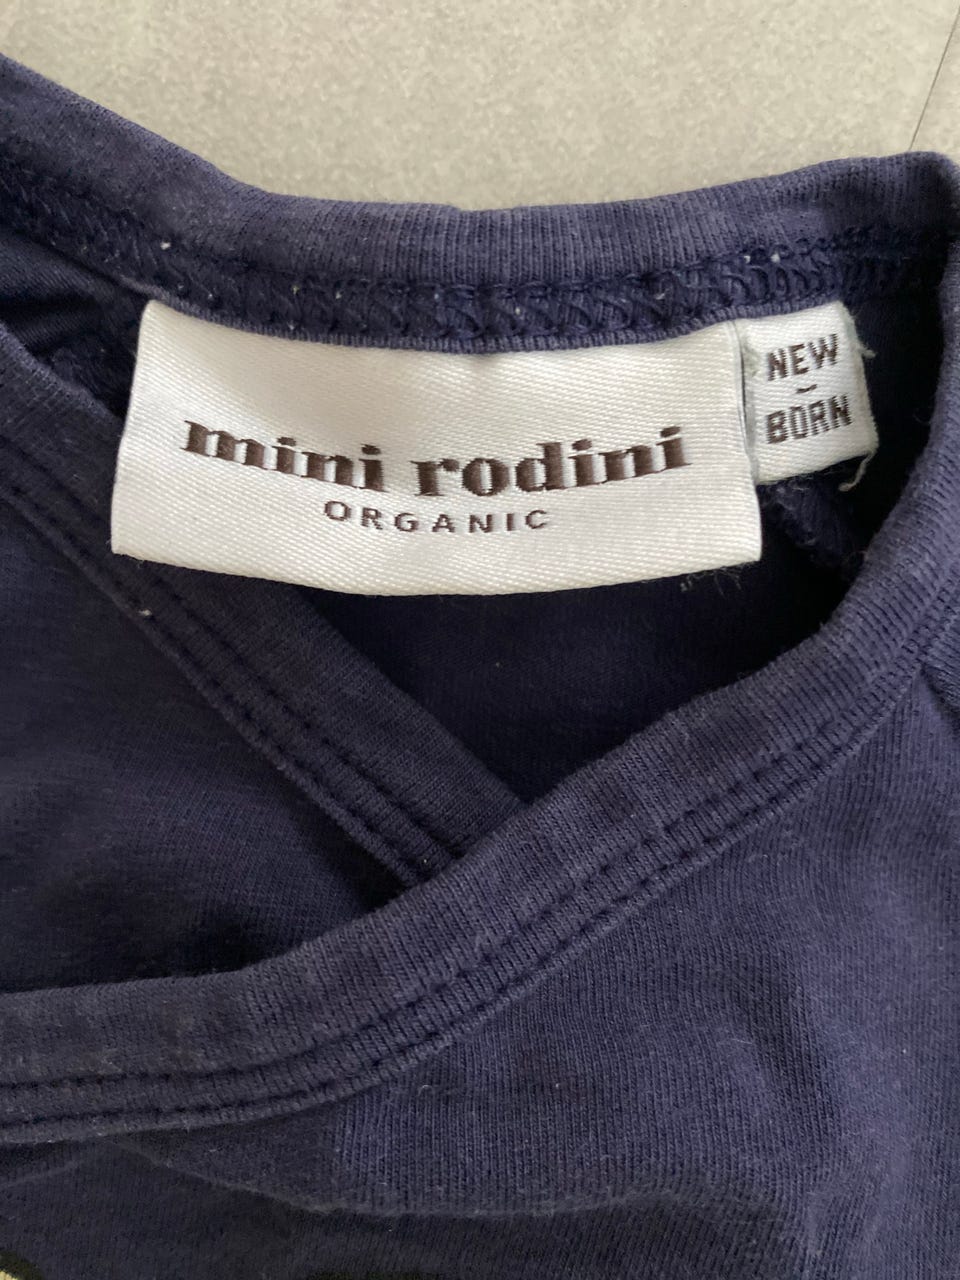 mini rodini
ORGANIC
NEW
-
BORN